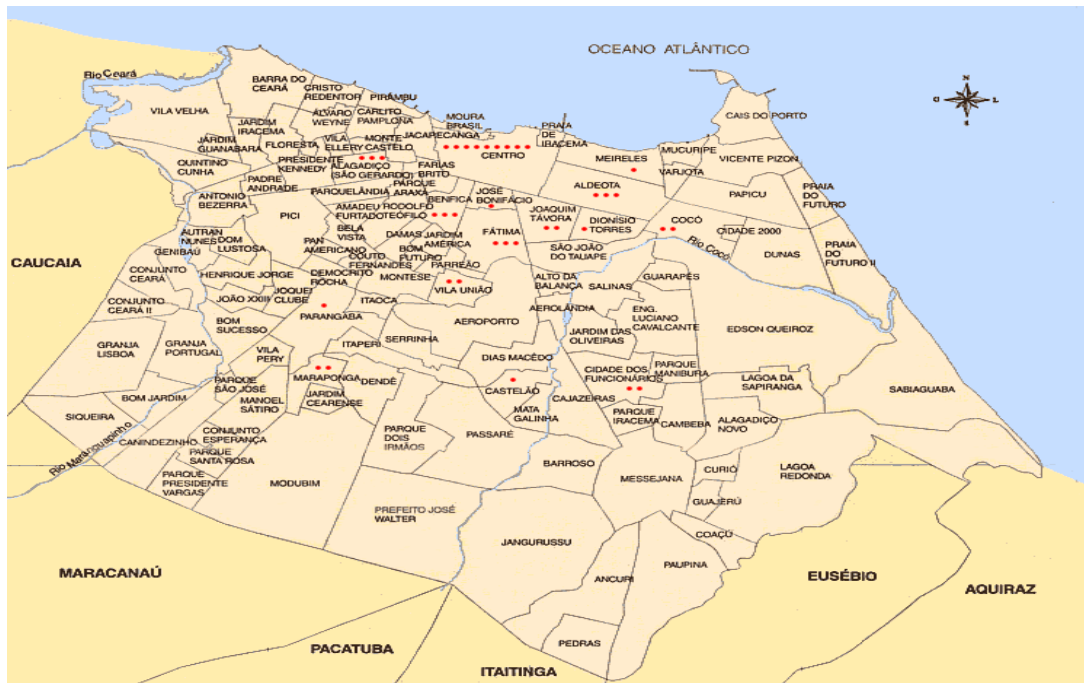 OCEANO ATLÂNTICO
Rio Ceará
BARRA DO
CEARÁ
CRISTO
REDENTOR
PIRAMBU
VILA VELHA
ÁLVARO
WEYNE
CARLITO
PAMPLONA
MOURA
BRASIL
JACARECANGA
PRAIA
DE
IRACEMA
CAIS DO PORTO
N
O
L
S
JARDIM
IRACEMA
JARDIM
GUANABARA
FLORESTA
VILA
ELLERY
MONTE
CASTELO
CENTRO
MEIRELES
MUCURIPE
VARJOTA
VICENTE PIZON
QUINTINO
CUNHA
PRESIDENTE
KENNEDY
ALAGADIÇO
(SÃO GERARDO)
FARIAS
BRITO
PADRE
ANDRADE
PARQUELÂNDIA
PARQUE
ARAXÁ
ALDEOTA
PAPICU
PRAIA
DO
FUTURO
ANTONIO
BEZERRA
PICI
AMADEU
FURTADO
RODOLFO
TEÓFILO
BENFICA
JOSÉ
BONIFÁCIO
JOAQUIM
TÁVORA
DIONÍSIO
TORRES
COCÓ
CIDADE 2000
AUTRAN
NUNES
DOM
LUSTOSA
BELA
VISTA
DAMAS
JARDIM
AMÉRICA
FÁTIMA
SÃO JOÃO
DO TAUAPE
Rio Cocó
DUNAS
PRAIA
DO
FUTURO II
GENIBAÚ
PAN
AMERICANO
COUTO
FERNANDES
BOM
FUTURO
PARREÃO
CAUCAIA
CONJUNTO
CEARÁ
HENRIQUE JORGE
DEMOCRITO
ROCHA
MONTESE
VILA UNIÃO
ALTO DA
BALANÇA
SALINAS
GUARAPÉS
CONJUNTO
CEARÁ II
JOÃO XXIII
JOQUEI
CLUBE
ITAOCA
PARANGABA
AEROPORTO
AEROLÂNDIA
ENG.
LUCIANO
CAVALCANTE
EDSON QUEIROZ
GRANJA
LISBOA
GRANJA
PORTUGAL
BOM
SUCESSO
VILA
PERY
ITAPERI
SERRINHA
DIAS MACÊDO
JARDIM DAS
OLIVEIRAS
CIDADE DOS
FUNCIONÁRIOS
PARQUE
MANIBURA
LAGOA DA
SAPIRANGA
SABIAGUABA
PARQUE
SÃO JOSÉ
MARAPONGA
DENDÊ
CASTELÃO
CAJAZEIRAS
BOM JARDIM
MANOEL
SÁTIRO
JARDIM
CEARENSE
MATA
GALINHA
PARQUE
IRACEMA
CAMBEBA
ALAGADIÇO
NOVO
SIQUEIRA
CANINDEZINHO
CONJUNTO
ESPERANÇA
PARQUE
DOIS
IRMÃOS
PASSARÉ
Rio Maranguapinho
PARQUE
SANTA ROSA
PARQUE
PRESIDENTE
VARGAS
MODUBIM
BARROSO
MESSEJANA
CURIÓ
LAGOA
REDONDA
GUAJERÚ
PREFEITO JOSÉ
WALTER
JANGURUSSU
COAÇÚ
PAUPINA
ANCURI
MARACANAÚ
EUSÉBIO
AQUIRAZ
PEDRAS
PACATUBA
ITAITINGA